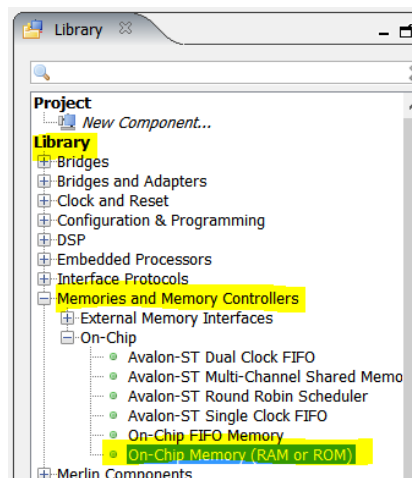 Library
Project
New Component...
Library
Bridges
Bridges and Adapters
Clock and Reset
Configuration & Programming
DSP
Embedded Processors
Interface Protocols
Memories and Memory Controllers
External Memory Interfaces
On-Chip
Avalon-ST Dual Clock FIFO
Avalon-ST Multi-Channel Shared Memo
Avalon-ST Round Robin Scheduler
Avalon-ST Single Clock FIFO
On-Chip FIFO Memory
On-Chip Memory (RAM or ROM)
Merlin Components